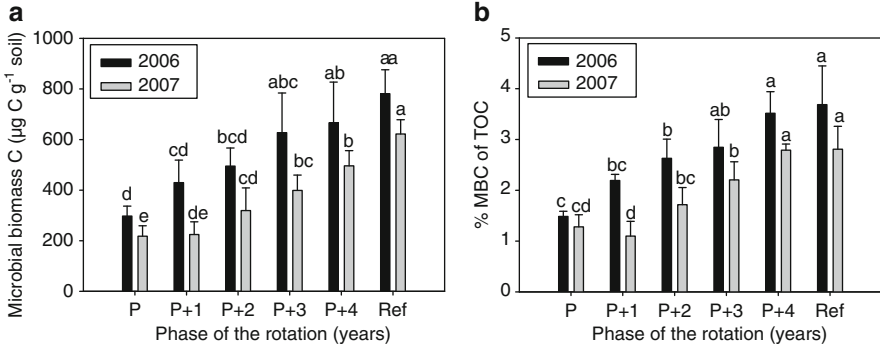 a
1000
800
600
400
200
0
Microbial biomass C (µg C g⁻¹ soil)
2006
2007
d
e
cd
de
bcd
cd
abc
bc
ab
b
aa
a
P
P+1
P+2
P+3
P+4
Ref
Phase of the rotation (years)
b
5
4
3
2
1
0
% MBC of TOC
2006
2007
c
cd
bc
d
b
bc
ab
b
a
a
a
a
P
P+1
P+2
P+3
P+4
Ref
Phase of the rotation (years)